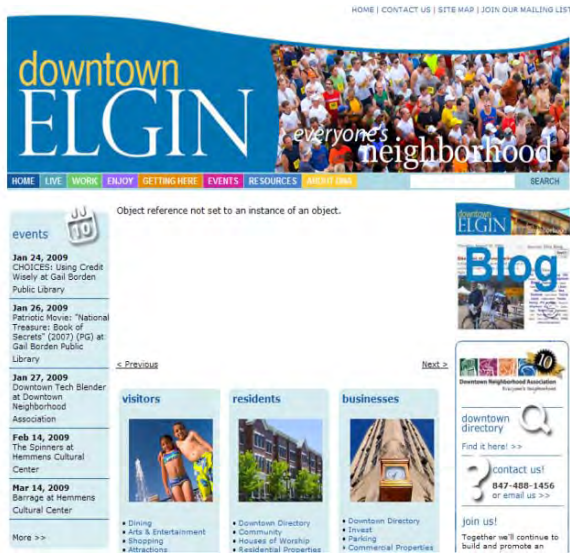 HOME | CONTACT US | SITE MAP | JOIN OUR MAILING LIST
downtown
ELGIN
everyone's
neighborhood
HOME LIVE WORK ENJOY GETTING HERE EVENTS RESOURCES ABOUT DNA SEARCH
events
10
Jan 24, 2009
CHOICES: Using Credit
Wisely at Gail Borden
Public Library
Jan 26, 2009
Patriotic Movie: "National
Treasure: Book of
Secrets" (2007) (PG) at
Gail Borden Public
Library
Jan 27, 2009
Downtown Tech Blender
at Downtown
Neighborhood
Association
Feb 14, 2009
The Spinners at
Hemmens Cultural
Center
Mar 14, 2009
Barrage at Hemmens
Cultural Center
More >>
Object reference not set to an instance of an object.
< Previous
Next >
visitors
• Dining
• Arts & Entertainment
• Shopping
• Attractions
residents
• Downtown Directory
• Community
• Houses of Worship
• Residential Properties
businesses
• Downtown Directory
• Invest
• Parking
• Commercial Properties
downtown
ELGIN
Blog
10
Downtown Neighborhood Association
Everyone's Neighborhood
downtown
directory
Find it here! >>
contact us!
847-488-1456
or email us >>
join us!
Together we'll continue to
build and promote an